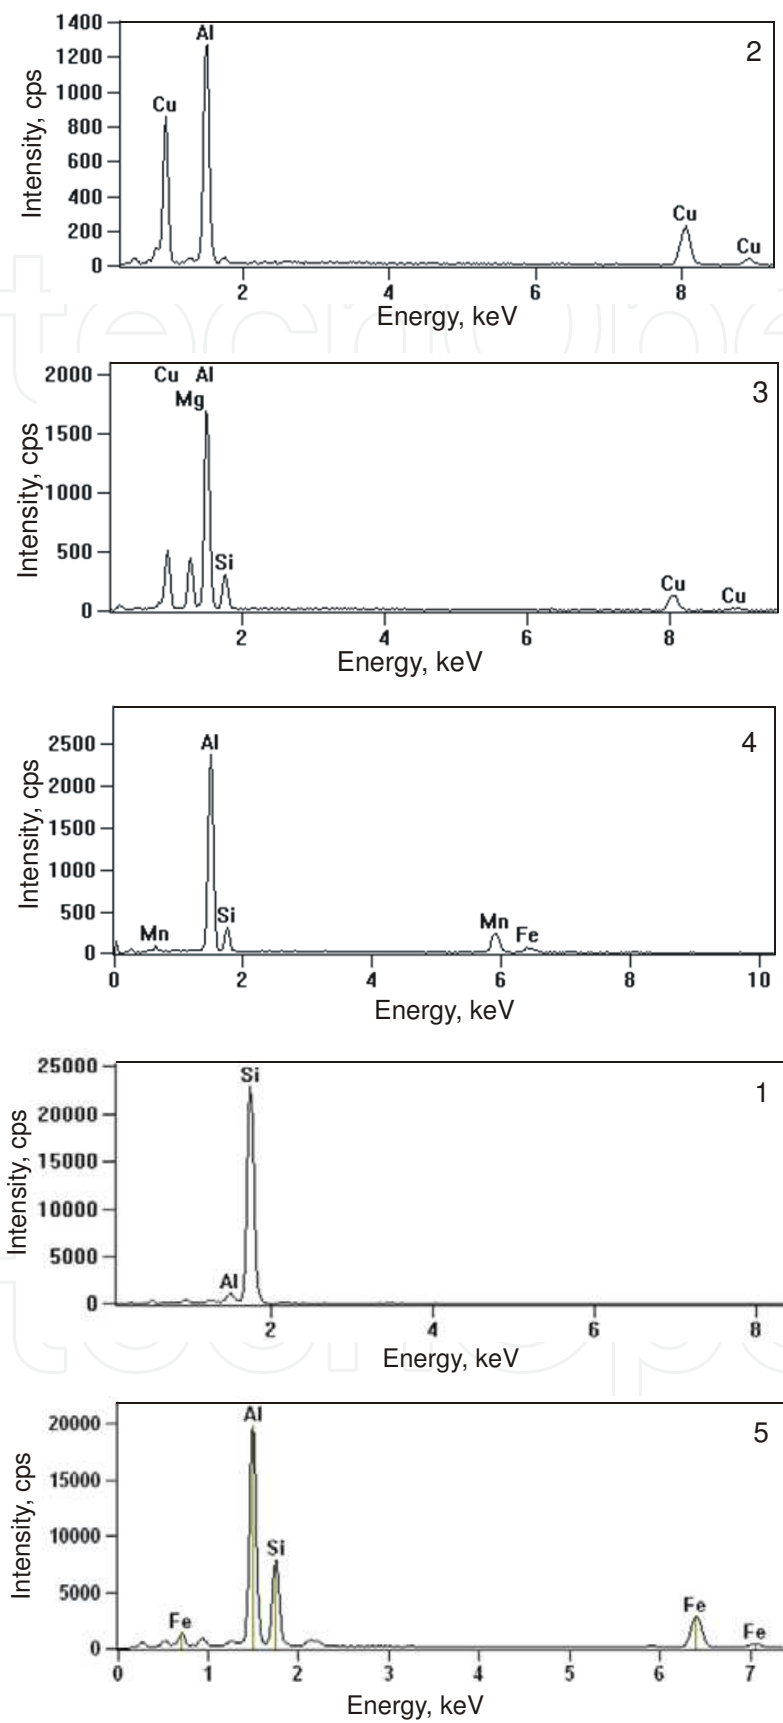 1400
Al
2
1200
1000
Cu
800
600
400
Cu
200
Cu
0
Intensity, cps
2 4 6 8
Energy, keV
2000
Cu Al
3
Mg
1500
1000
500
Si
Cu
Cu
0
Intensity, cps
2 4 6 8
Energy, keV
2500
Al
4
2000
1500
1000
500
Si
Mn
Mn
Fe
0
Intensity, cps
0 2 4 6 8 10
Energy, keV
25000
Si
1
20000
15000
10000
5000
Al
0
Intensity, cps
2 4 6 8
Energy, keV
Al
20000
5
15000
10000
Si
5000
Fe
Fe
Fe
0
Intensity, cps
0 1 2 3 4 5 6 7
Energy, keV